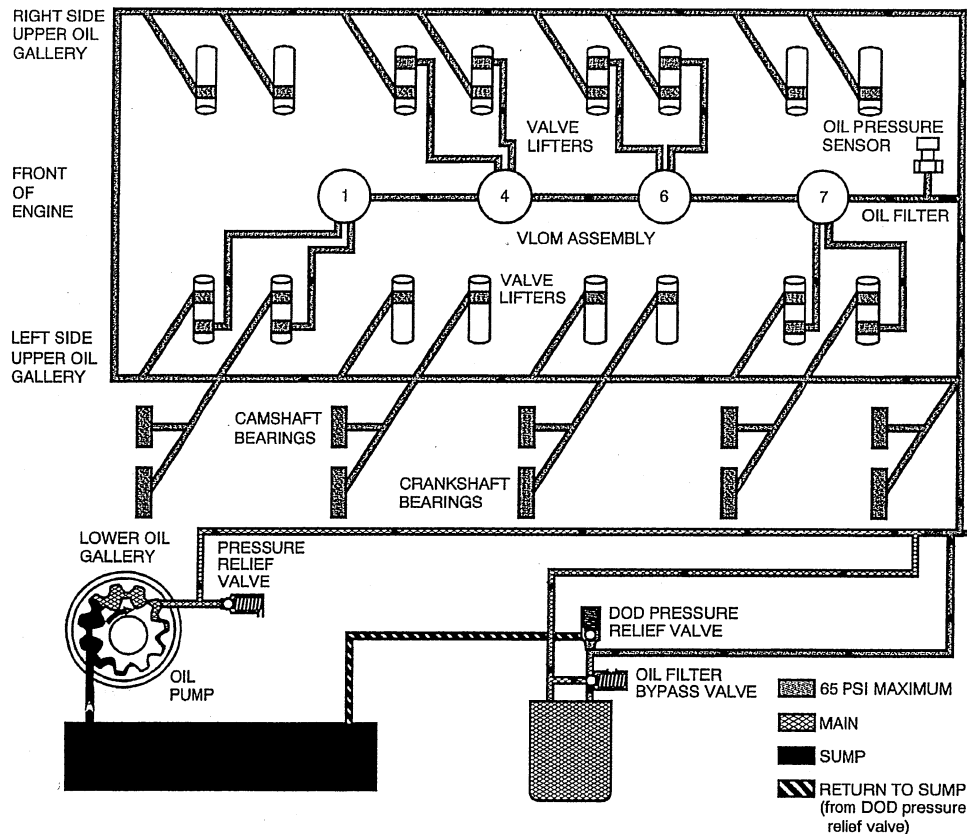 RIGHT SIDE
UPPER OIL
GALLERY
VALVE
LIFTERS
OIL PRESSURE
SENSOR
FRONT
OF
ENGINE
1
4
6
7
OIL FILTER
VLOM ASSEMBLY
VALVE
LIFTERS
LEFT SIDE
UPPER OIL
GALLERY
CAMSHAFT
BEARINGS
CRANKSHAFT
BEARINGS
LOWER OIL
GALLERY
PRESSURE
RELIEF
VALVE
OIL
PUMP
DOD PRESSURE
RELIEF VALVE
OIL FILTER
BYPASS VALVE
65 PSI MAXIMUM
MAIN
SUMP
RETURN TO SUMP
(from DOD pressure
relief valve)